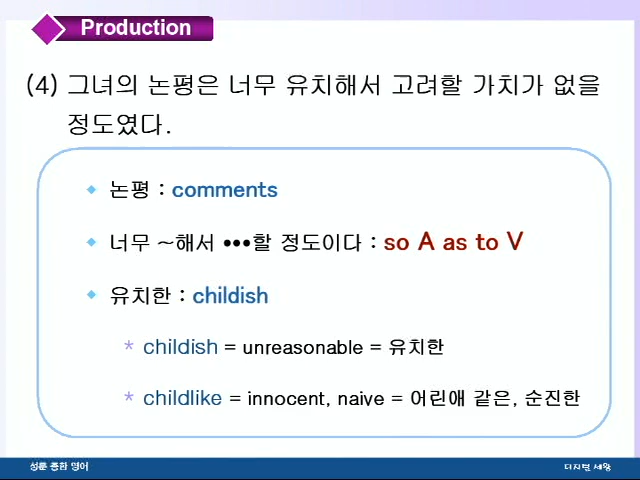 Production
(4) 그녀의 논평은 너무 유치해서 고려할 가치가 없을
정도였다.
논평 : comments
너무 ~해서 •••할 정도이다 : so A as to V
유치한 : childish
* childish = unreasonable = 유치한
* childlike = innocent, naive = 어린애 같은, 순진한
종합 영어
디지털 세왕